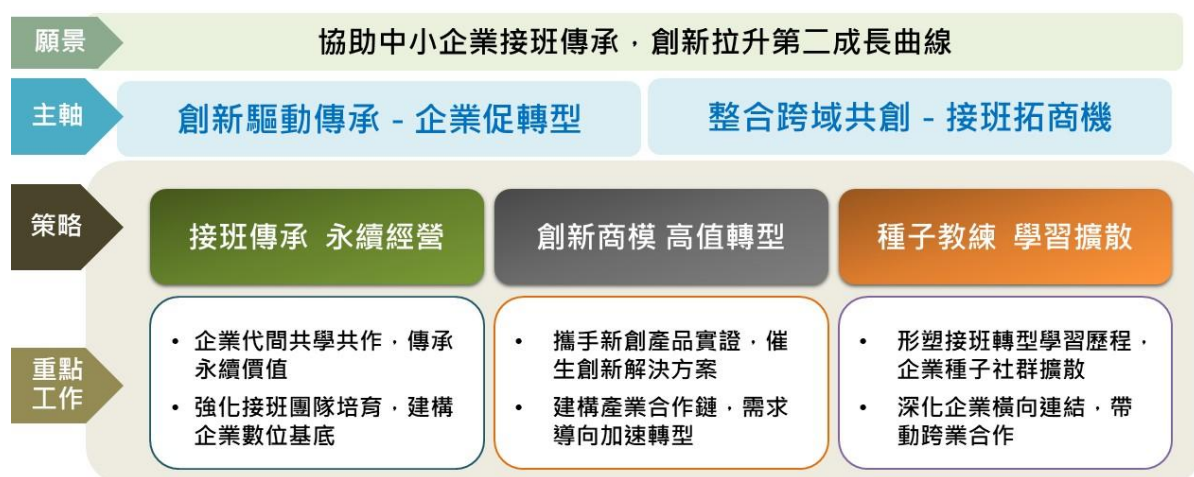 願景
協助中小企業接班傳承，創新拉升第二成長曲線
主軸
創新驅動傳承 - 企業促轉型
整合跨域共創 - 接班拓商機
策略
接班傳承 永續經營
創新商模 高值轉型
種子教練 學習擴散
重點
工作
• 企業代間共學共作，傳承
永續價值
• 強化接班團隊培育，建構
企業數位基底
• 攜手新創產品實證，催
生創新解決方案
• 建構產業合作鏈，需求
導向加速轉型
• 形塑接班轉型學習歷程，
企業種子社群擴散
• 深化企業橫向連結，帶
動跨業合作